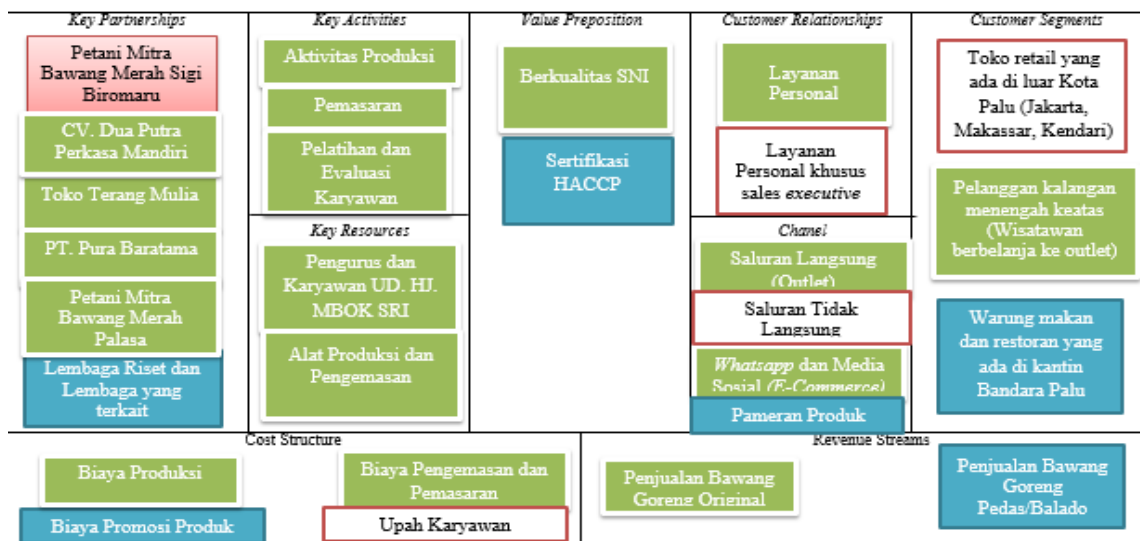 Key Partnerships
Petani Mitra
Bawang Merah Sigi
Biromaru
CV. Dua Putra
Perkasa Mandiri
Toko Terang Mulia
PT. Pura Baratama
Petani Mitra
Bawang Merah
Palasa
Lembaga Riset dan
Lembaga yang
terkait
Key Activities
Aktivitas Produksi
Pemasaran
Pelatihan dan
Evaluasi
Karyawan
Key Resources
Pengurus dan
Karyawan UD. HJ.
MBOK SRI
Alat Produksi dan
Pengemasan
Value Preposition
Berkualitas SNI
Sertifikasi
HACCP
Customer Relationships
Layanan
Personal
Layanan
Personal khusus
sales executive
Chanel
Saluran Langsung
(Outlet)
Saluran Tidak
Langsung
Whatsapp dan Media
Sosial (E-Commerce)
Pameran Produk
Customer Segments
Toko retail yang
ada di luar Kota
Palu (Jakarta,
Makassar, Kendari)
Pelanggan kalangan
menengah keatas
(Wisatawan
berbelanja ke outlet)
Warung makan
dan restoran yang
ada di kantin
Bandara Palu
Cost Structure
Biaya Produksi
Biaya Pengemasan dan
Pemasaran
Biaya Promosi Produk
Upah Karyawan
Revenue Streams
Penjualan Bawang
Goreng Original
Penjualan Bawang
Goreng
Pedas/Balado